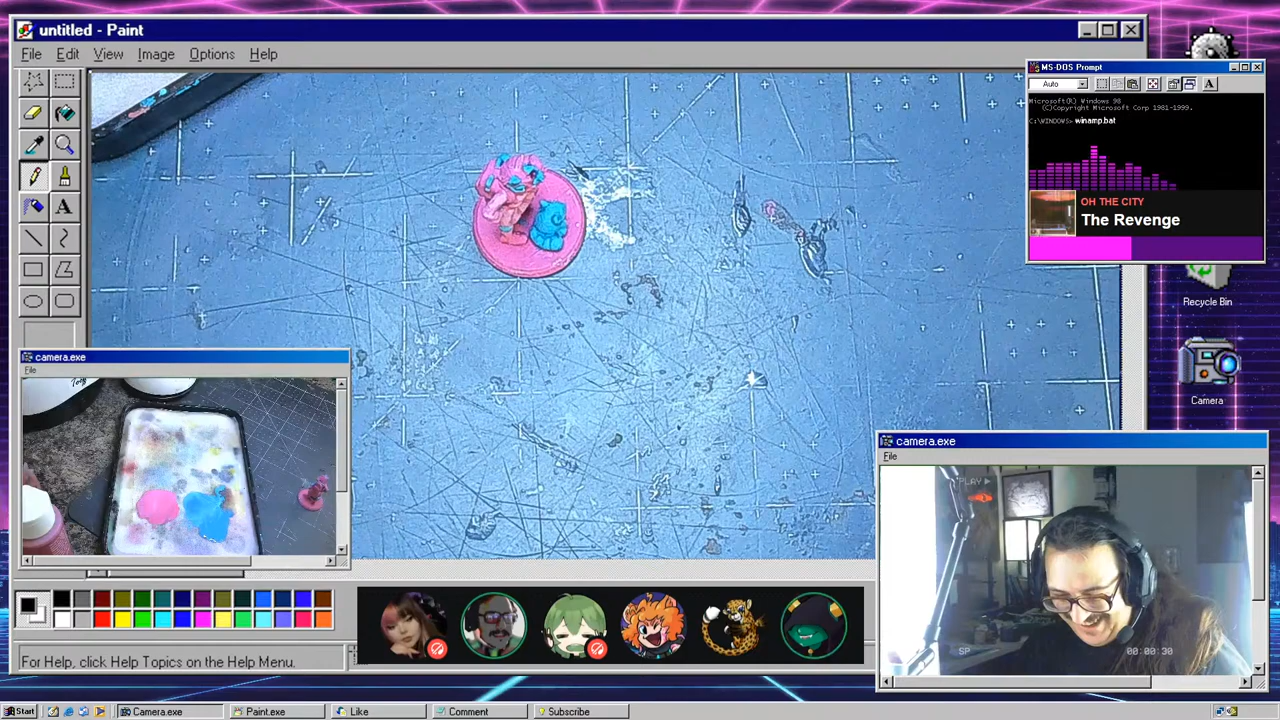 untitled - Paint
File Edit View Image Options Help
MS-DOS Prompt
Auto
A
Microsoft(R) Windows 98
(C)Copyright Microsoft Corp 1981-1999.
C:\WINDOWS> winamp.bat
OH THE CITY
The Revenge
Recycle Bin
Camera
A
camera.exe
File
camera.exe
File
PLAY
SP
00:00:30
For Help, click Help Topics on the Help Menu.
Start
Camera.exe
Paint.exe
Like
Comment
Subscribe